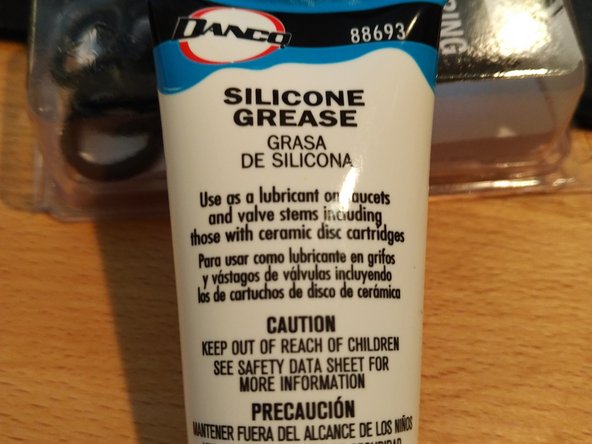 DANCO
88693
RING
SILICONE
GREASE
GRASA
DE SILICONA
Use as a lubricant on faucets
and valve stems including
those with ceramic disc cartridges
Para usar como lubricante en grifos
y vástagos de válvulas incluyendo
los de cartuchos de disco de cerámica
CAUTION
KEEP OUT OF REACH OF CHILDREN
SEE SAFETY DATA SHEET FOR
MORE INFORMATION
PRECAUCIÓN
MANTENER FUERA DEL ALCANCE DE LOS NIÑOS